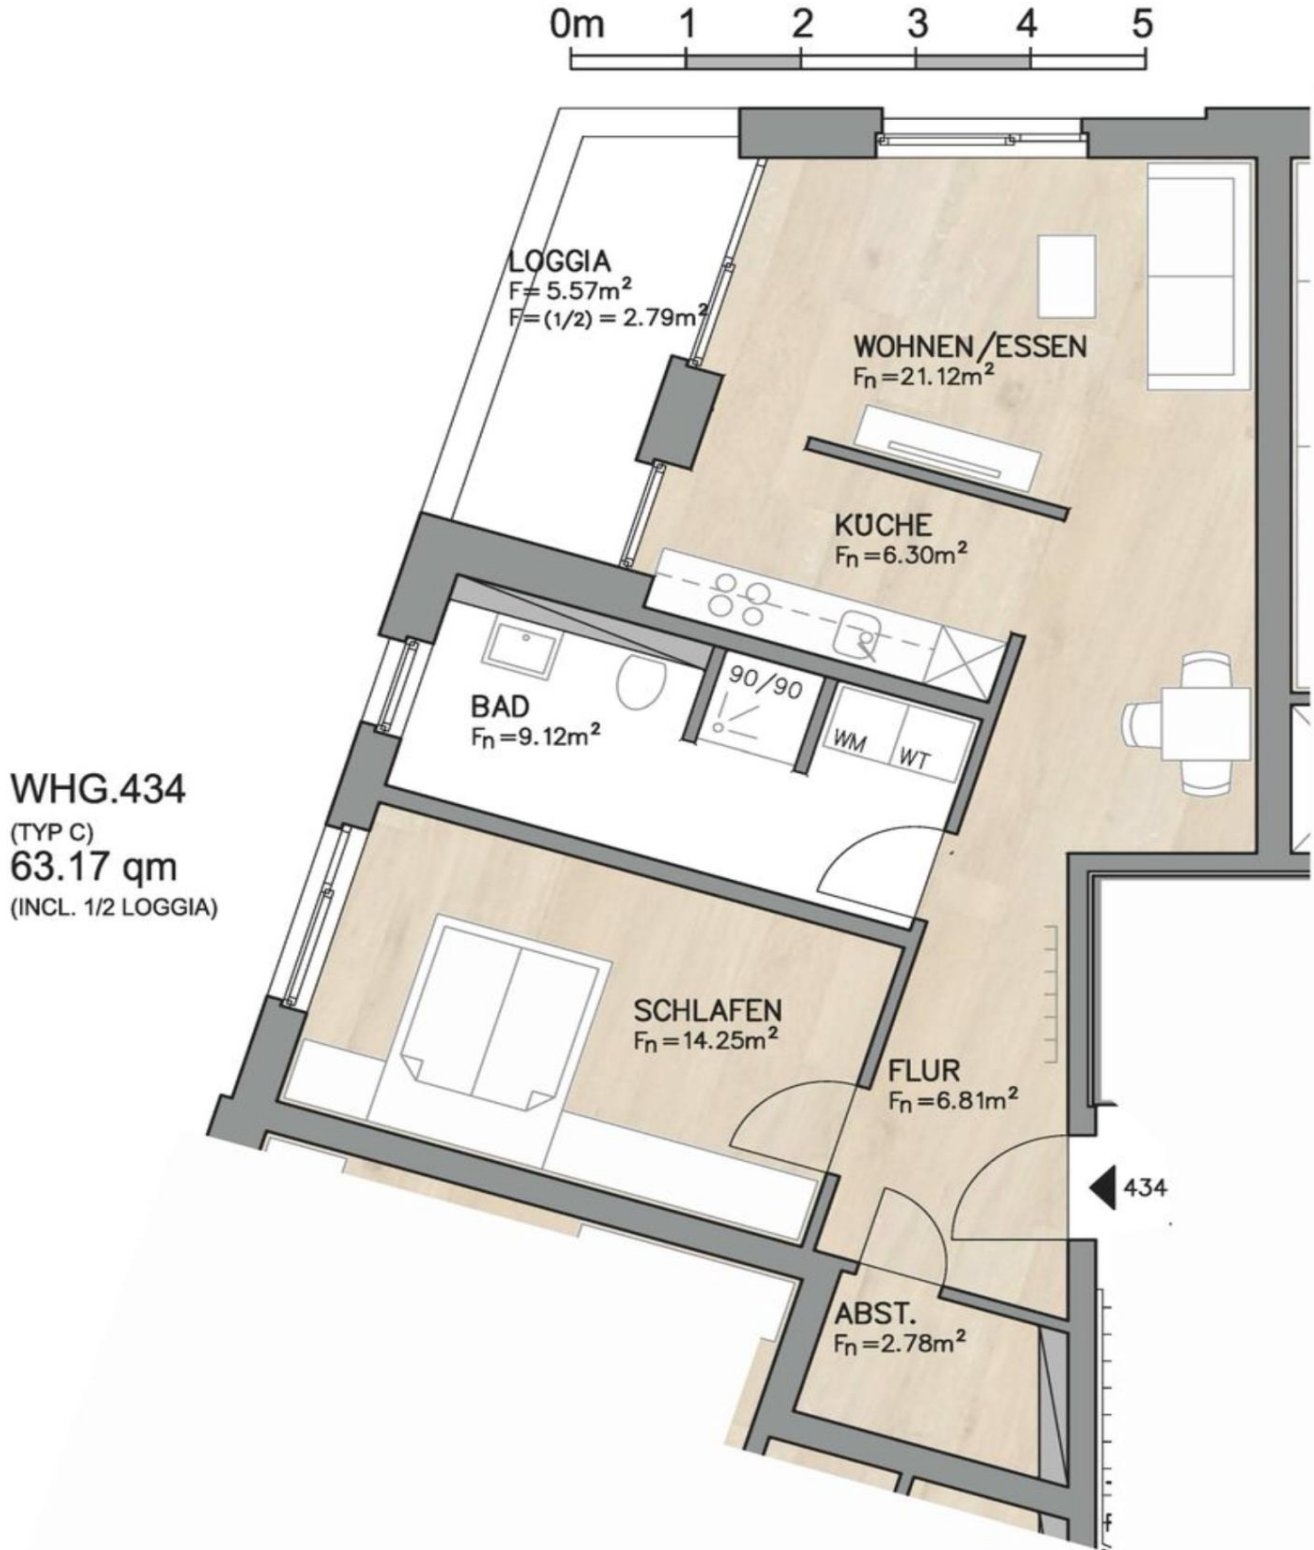 0m 1 2 3 4 5
LOGGIA
F= 5.57m²
F=(1/2) = 2.79m²
WOHNEN/ESSEN
Fn=21.12m²
KÜCHE
Fn=6.30m²
90/90
WM
WT
BAD
Fn=9.12m²
WHG.434
(TYP C)
63.17 qm
(INCL. 1/2 LOGGIA)
SCHLAFEN
Fn=14.25m²
FLUR
Fn=6.81m²
434
ABST.
Fn=2.78m²